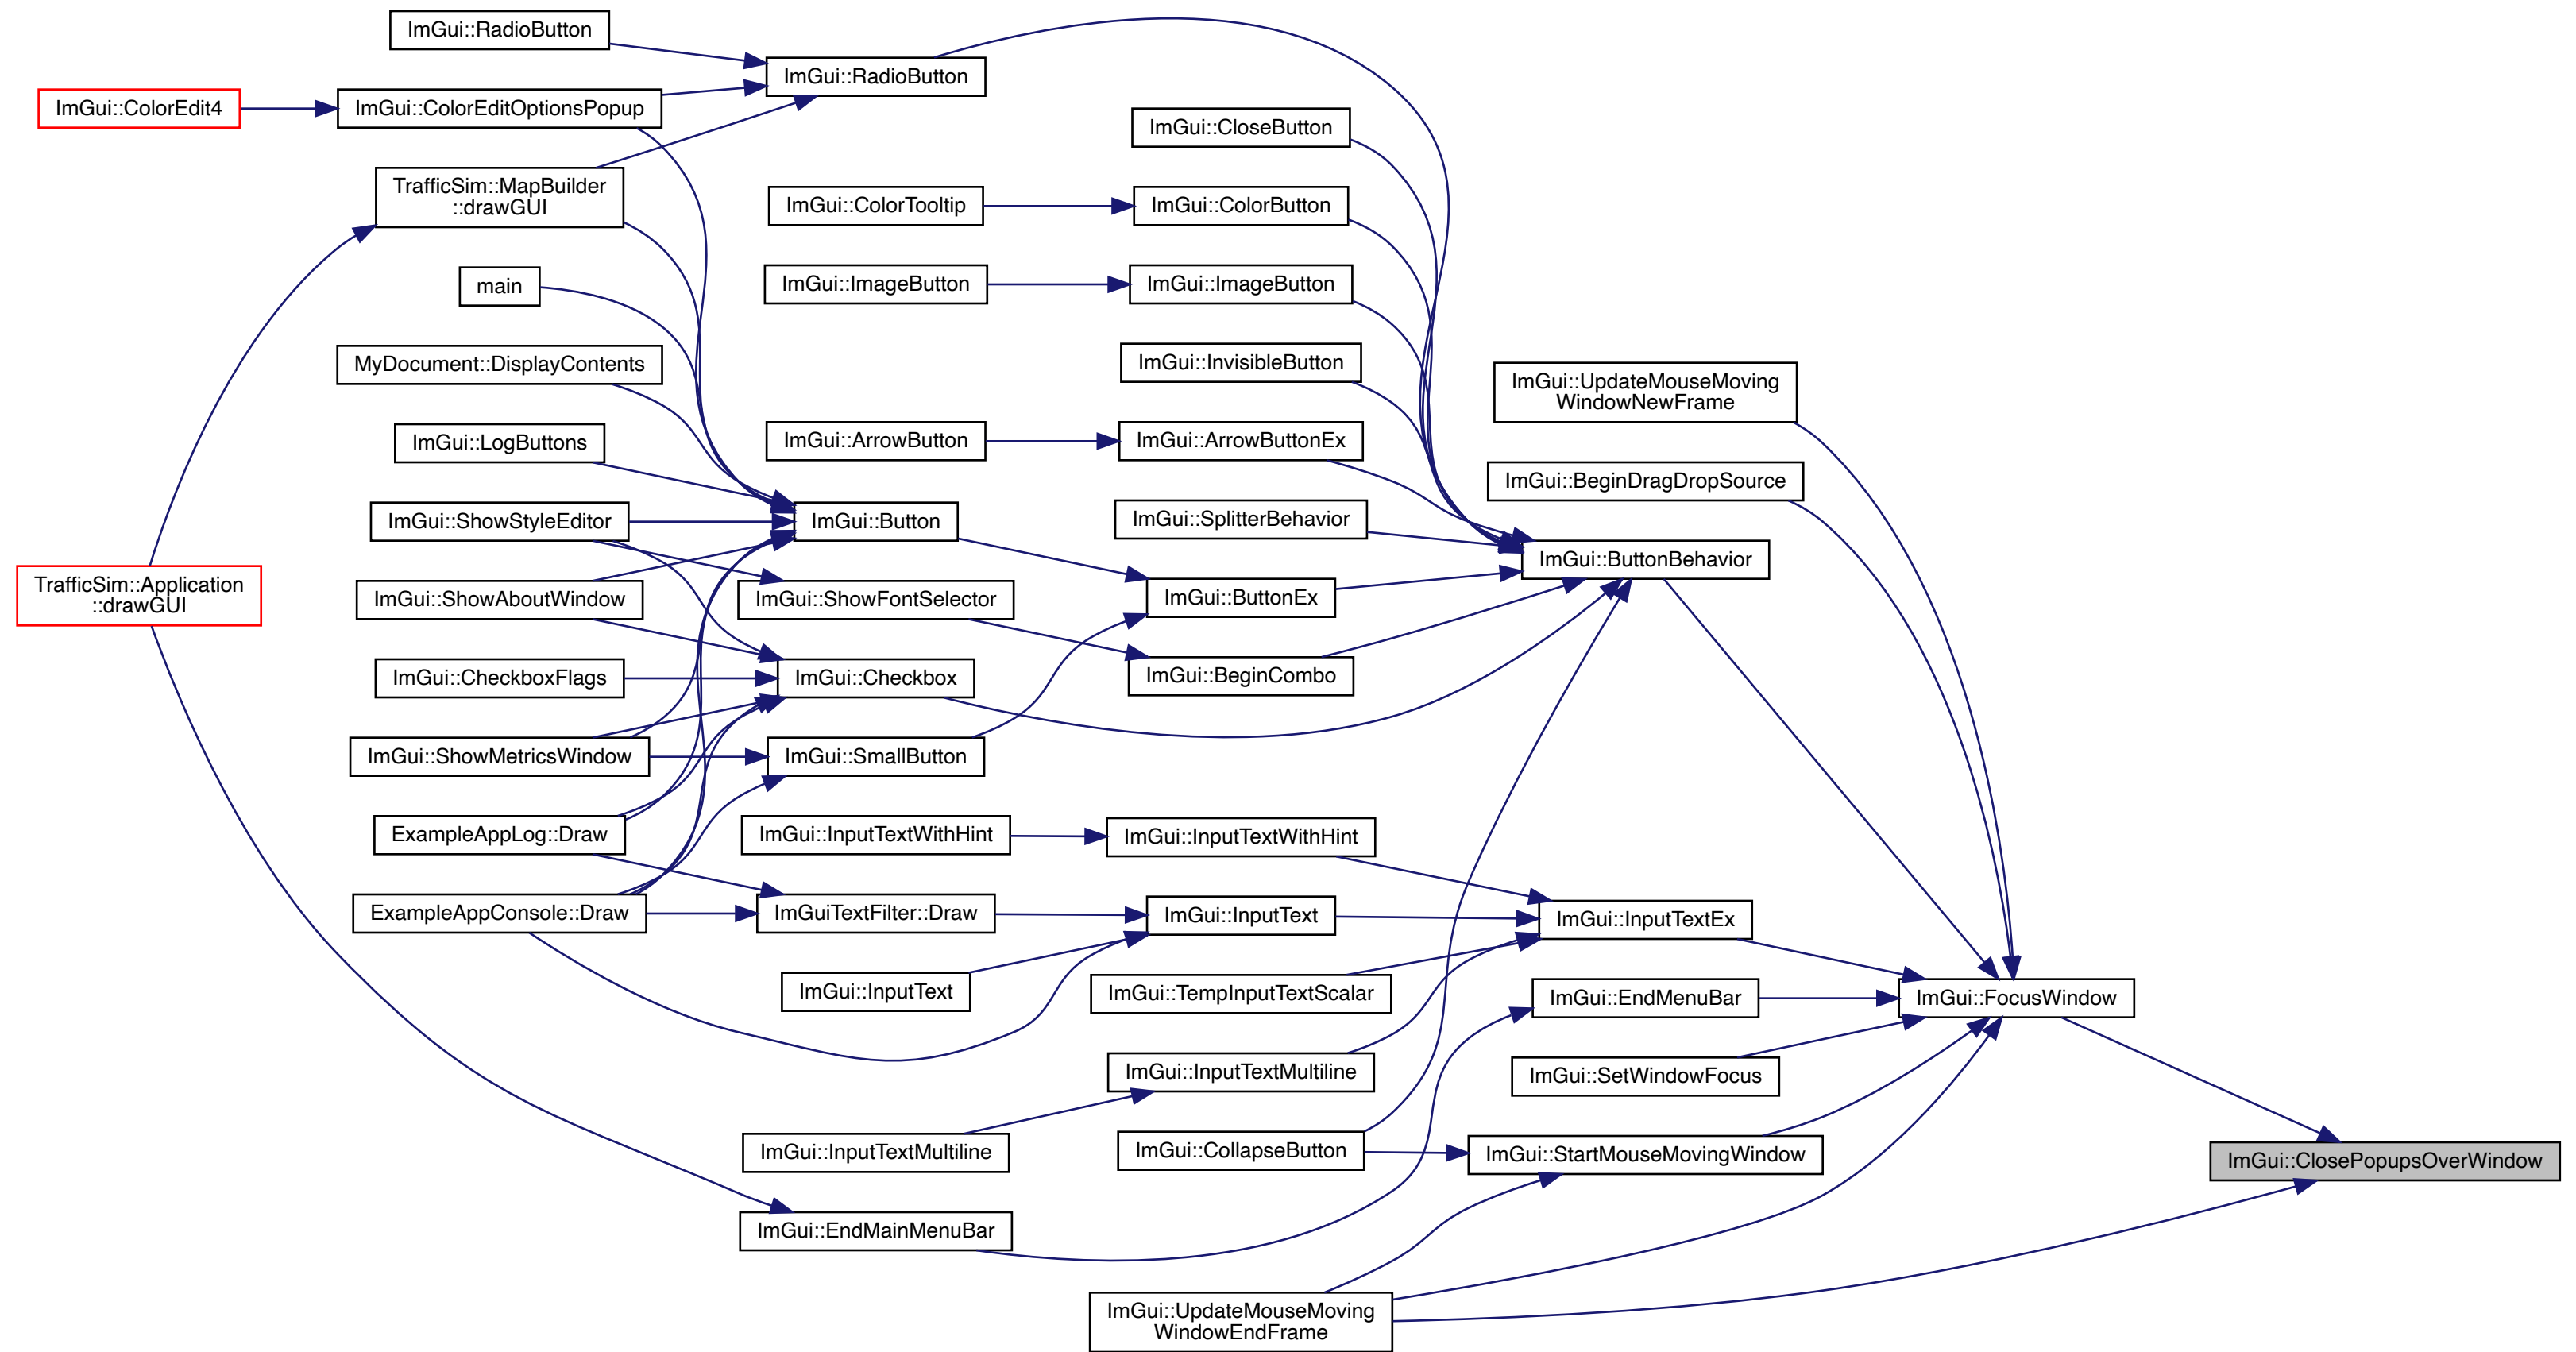 ImGui::RadioButton
ImGui::RadioButton
ImGui::ColorEdit4
ImGui::ColorEditOptionsPopup
ImGui::CloseButton
TrafficSim::MapBuilder
::drawGUI
ImGui::ColorTooltip
ImGui::ColorButton
main
ImGui::ImageButton
ImGui::ImageButton
MyDocument::DisplayContents
ImGui::InvisibleButton
ImGui::UpdateMouseMoving
WindowNewFrame
ImGui::LogButtons
ImGui::ArrowButton
ImGui::ArrowButtonEx
ImGui::BeginDragDropSource
ImGui::ShowStyleEditor
ImGui::Button
ImGui::SplitterBehavior
ImGui::ButtonBehavior
TrafficSim::Application
::drawGUI
ImGui::ShowAboutWindow
ImGui::ShowFontSelector
ImGui::ButtonEx
ImGui::CheckboxFlags
ImGui::Checkbox
ImGui::BeginCombo
ImGui::ShowMetricsWindow
ImGui::SmallButton
ExampleAppLog::Draw
ImGui::InputTextWithHint
ImGui::InputTextWithHint
ExampleAppConsole::Draw
ImGuiTextFilter::Draw
ImGui::InputText
ImGui::InputTextEx
ImGui::InputText
ImGui::TempInputTextScalar
ImGui::EndMenuBar
ImGui::FocusWindow
ImGui::InputTextMultiline
ImGui::SetWindowFocus
ImGui::InputTextMultiline
ImGui::CollapseButton
ImGui::StartMouseMovingWindow
ImGui::ClosePopupsOverWindow
ImGui::EndMainMenuBar
ImGui::UpdateMouseMoving
WindowEndFrame